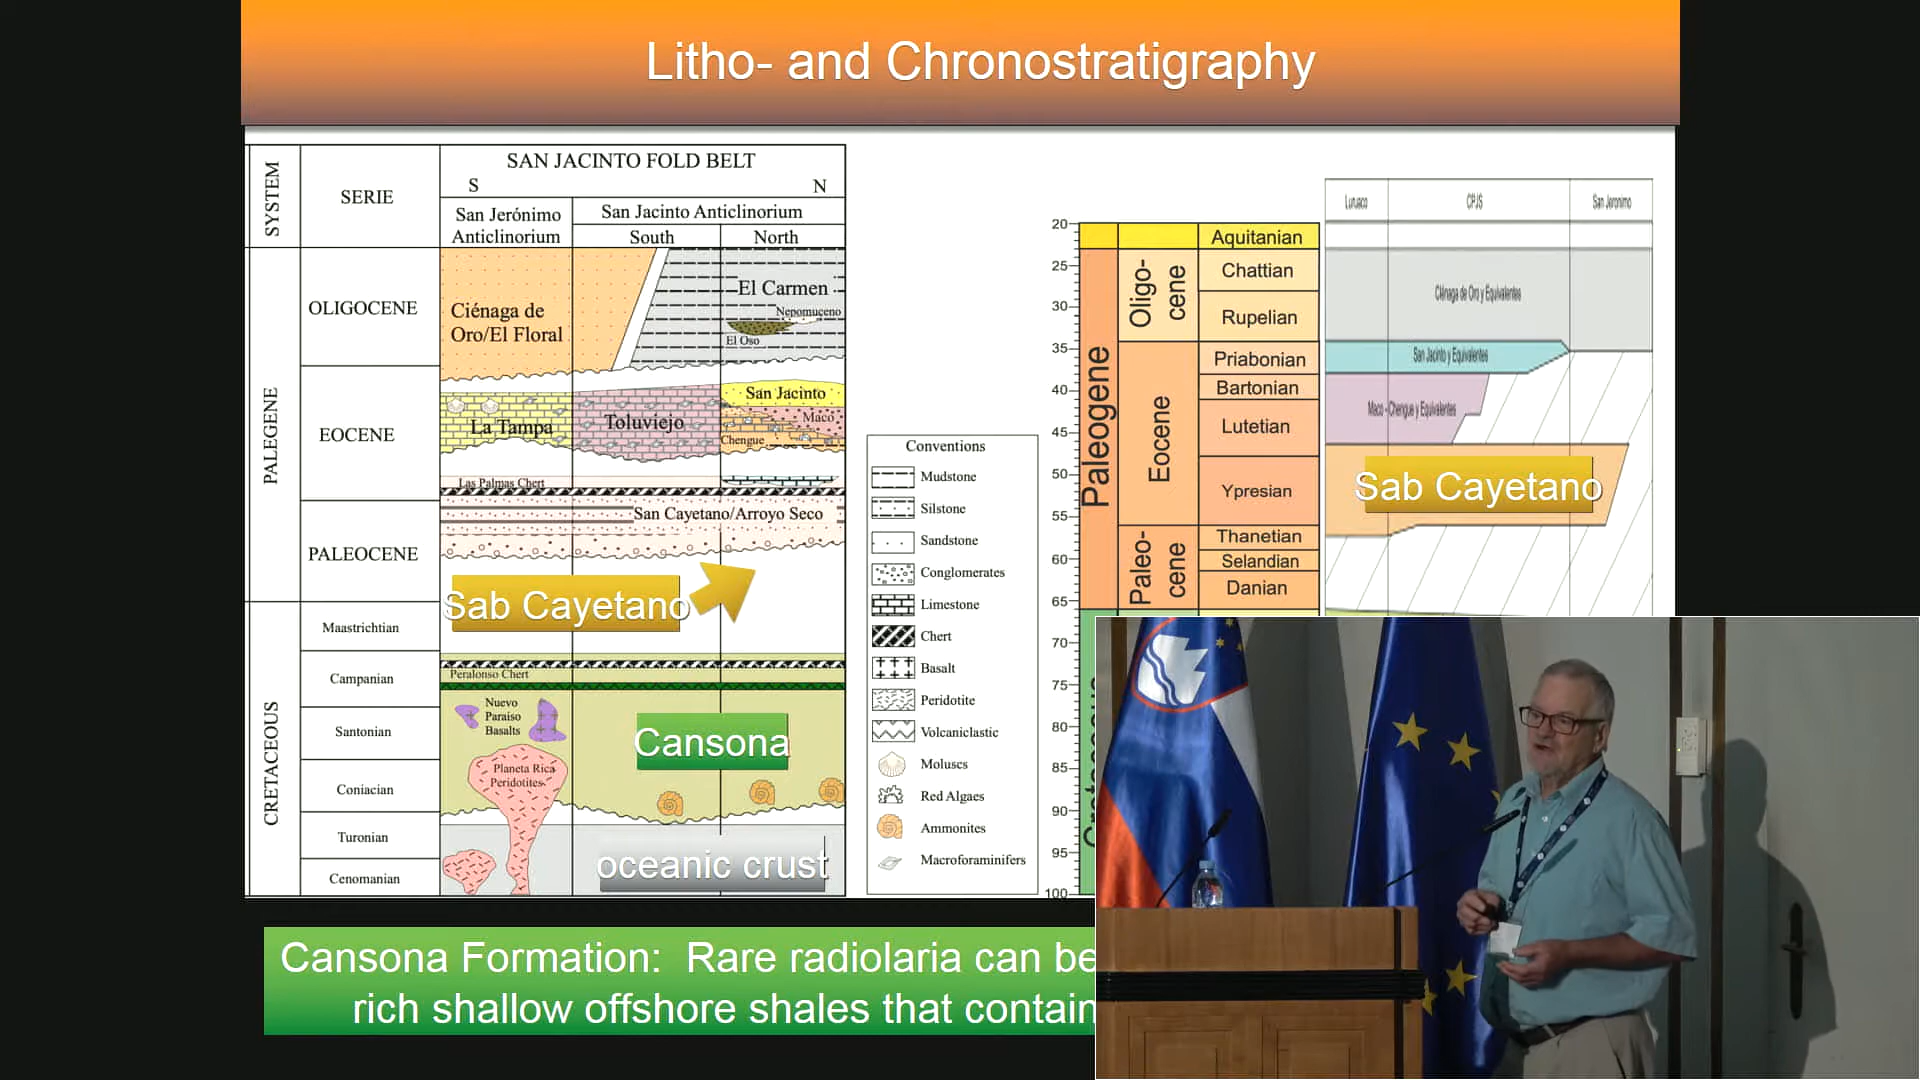 Litho- and Chronostratigraphy
SYSTEM
SERIE
SAN JACINTO FOLD BELT
S
N
San Jerónimo
Anticlinorium
San Jacinto Anticlinorium
South
North
PALEGENE
OLIGOCENE
EOCENE
PALEOCENE
CRETACEOUS
Maastrichtian
Campanian
Santonian
Coniacian
Turonian
Cenomanian
Ciénaga de
Oro/El Floral
El Carmen
Nepomuceno
El Oso
La Tampa
Toluviejo
San Jacinto
Maco
Chengue
Las Palmas Chert
San Cayetano/Arroyo Seco
Sab Cayetano
Peralonso Chert
Nuevo
Paraiso
Basalts
Planeta Rica
Peridotites
Cansona
oceanic crust
Conventions
Mudstone
Silstone
Sandstone
Conglomerates
Limestone
Chert
Basalt
Peridotite
Volcaniclastic
Moluscs
Red Algaes
Ammonites
Macroforaminifers
20
25
30
35
40
45
50
55
60
65
70
75
80
85
90
95
100
Paleogene
Oligo-
cene
Eocene
Paleo-
cene
Aquitanian
Chattian
Rupelian
Priabonian
Bartonian
Lutetian
Ypresian
Thanetian
Selandian
Danian
Luruaco
CPJS
San Jeronimo
Ciénaga de Oro y Equivalentes
San Jacinto y Equivalentes
Maco - Chengue y Equivalentes
Sab Cayetano
Cansona Formation: Rare radiolaria can be
rich shallow offshore shales that contain